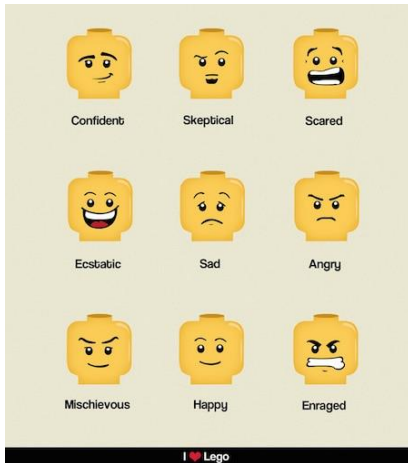 Confident Skeptical Scared
Ecstatic Sad Angry
Mischievous Happy Enraged
I ❤ Lego